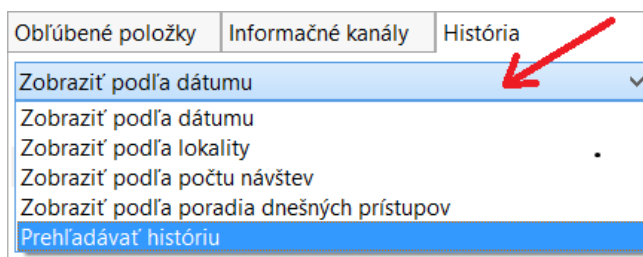 Obľúbené položky Informačné kanály História
Zobraziť podľa dátumu
Zobraziť podľa dátumu
Zobraziť podľa lokality
Zobraziť podľa počtu návštev
Zobraziť podľa poradia dnešných prístupov
Prehľadávať históriu